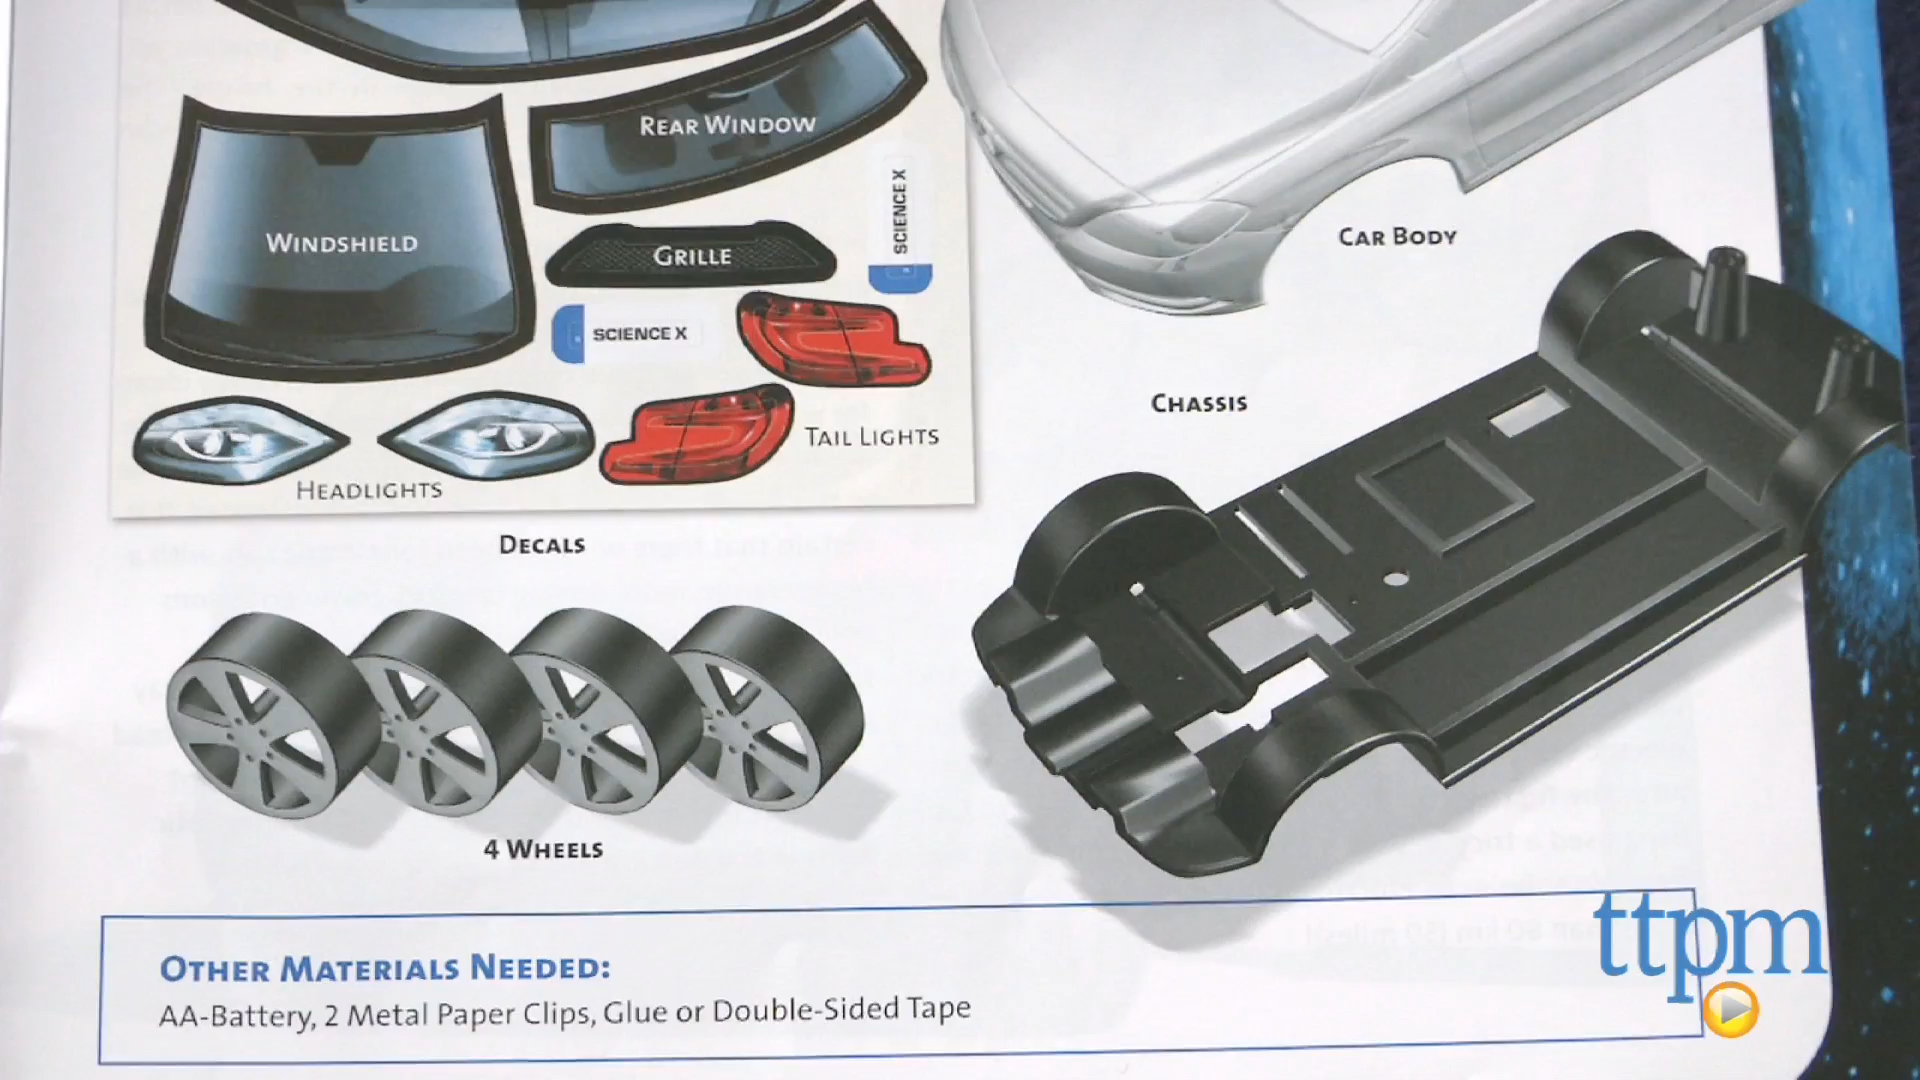 REAR WINDOW
WINDSHIELD
GRILLE
SCIENCE X
SCIENCE X
TAIL LIGHTS
HEADLIGHTS
DECALS
CAR BODY
CHASSIS
4 WHEELS
OTHER MATERIALS NEEDED:
AA-Battery, 2 Metal Paper Clips, Glue or Double-Sided Tape
ttpm